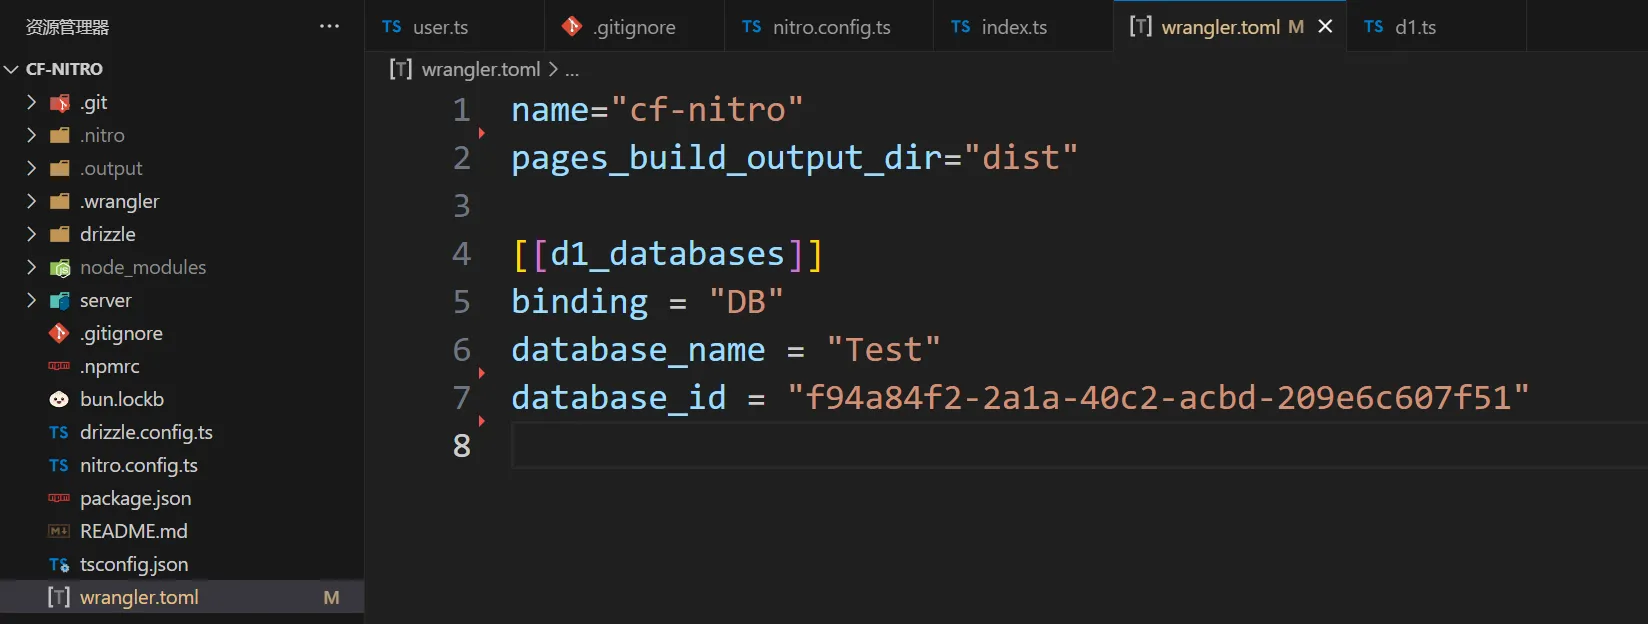 资源管理器 ...
CF-NITRO
.git
.nitro
.output
.wrangler
drizzle
node_modules
server
.gitignore
.npmrc
bun.lockb
TS drizzle.config.ts
TS nitro.config.ts
package.json
README.md
TS tsconfig.json
[T] wrangler.toml M
TS user.ts
.gitignore
TS nitro.config.ts
TS index.ts
[T] wrangler.toml M
TS d1.ts
[T] wrangler.toml > ...
1 name="cf-nitro"
2 pages_build_output_dir="dist"
3
4 [[d1_databases]]
5 binding = "DB"
6 database_name = "Test"
7 database_id = "f94a84f2-2a1a-40c2-acbd-209e6c607f51"
8